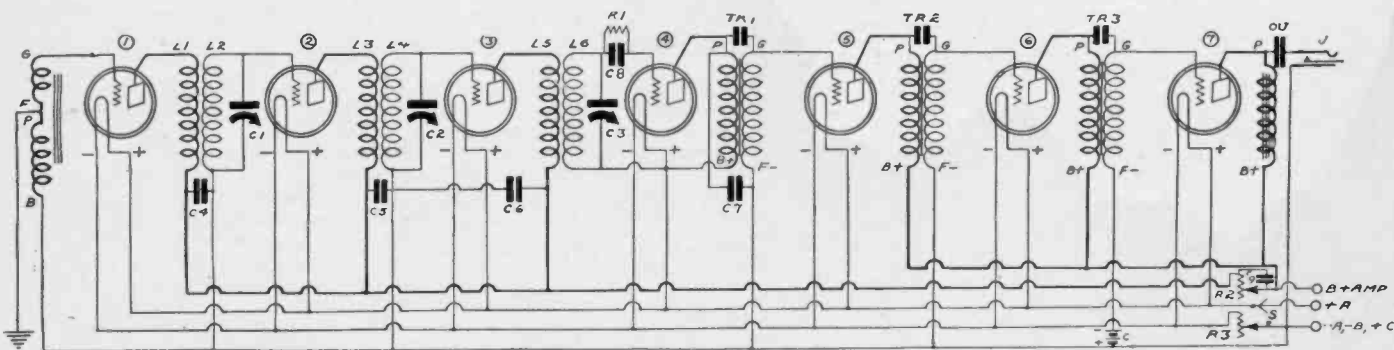 R1
TR1 TR2 TR3 OU
① L1 L2 ② L3 L4 ③ L5 L6 C8 ④ P G ⑤ P G ⑥ P G ⑦ P J
G
F
P
B
C1 C2 C3
- + - + - + - + - + - + - +
B+ B+ F- B+ F- B+
C4 C5 C6 C7
R2 B+AMP
+A
S
R3 -A,-B,+C
- + C